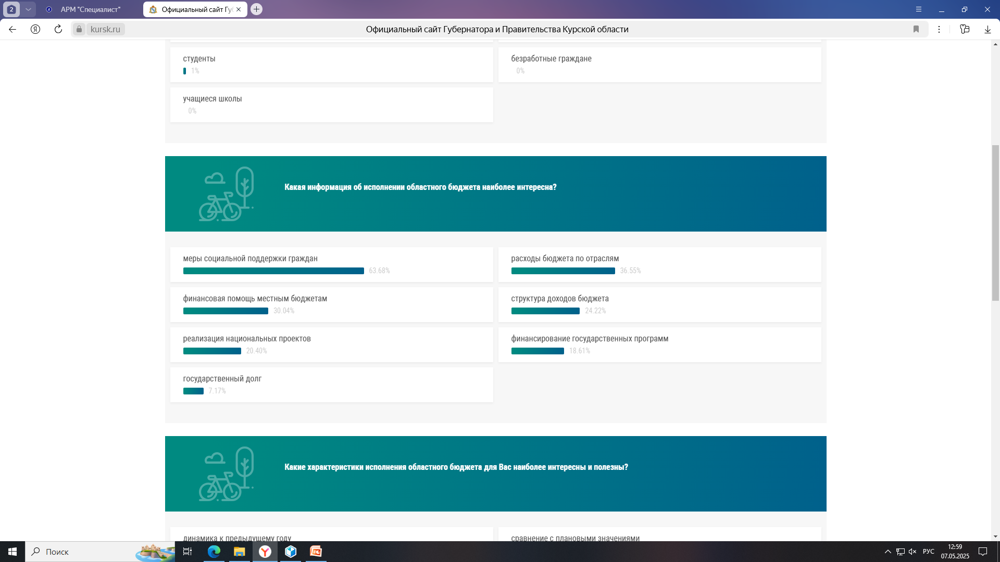 2
АРМ "Специалист"
Официальный сайт Гу
kursk.ru
Официальный сайт Губернатора и Правительства Курской области
студенты
1%
безработные граждане
0%
учащиеся школы
0%
Какая информация об исполнении областного бюджета наиболее интересна?
меры социальной поддержки граждан
63.68%
расходы бюджета по отраслям
36.55%
финансовая помощь местным бюджетам
30.04%
структура доходов бюджета
24.22%
реализация национальных проектов
20.40%
финансирование государственных программ
18.61%
государственный долг
7.17%
Какие характеристики исполнения областного бюджета для Вас наиболее интересны и полезны?
динамика к предыдущему году
сравнение с плановыми значениями
Поиск
РУС
12:59
07.05.2025